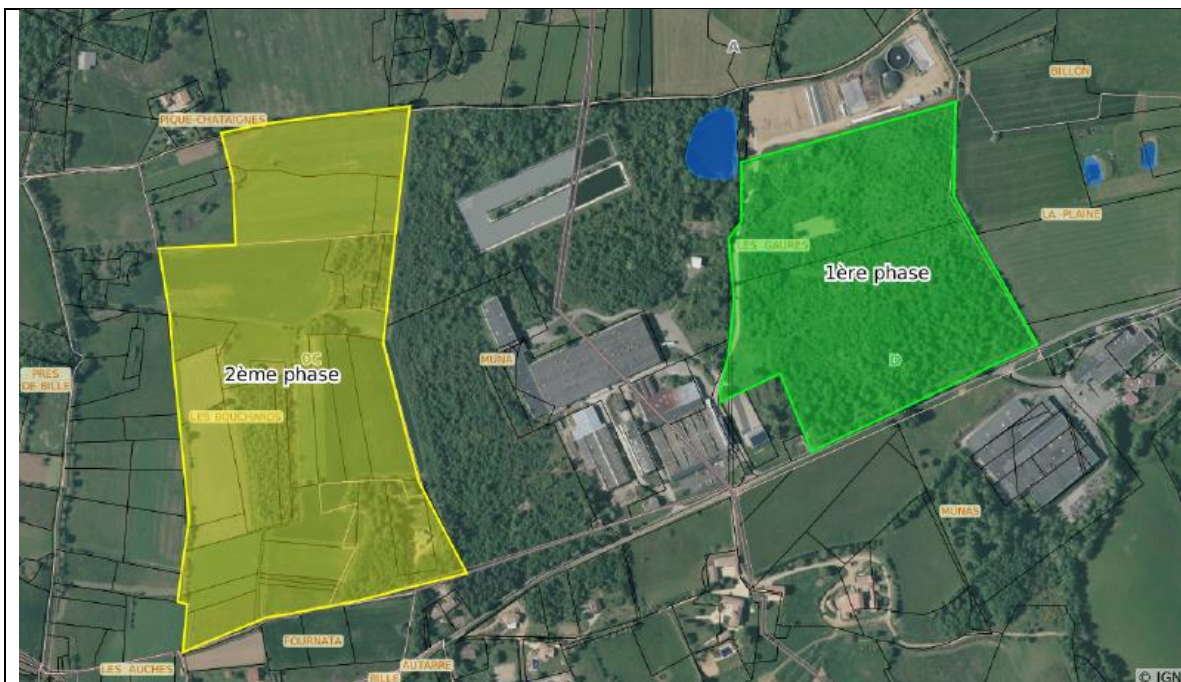 A
BILLON
PIQUE-CHATAIGNES
LA PLAINE
LES GAURES
1ère phase
MUNA
OC
D
PRES
DE BILLE
2ème phase
LES BOUCHARDS
MUNAS
FOURNATA
LES AUCHES
AUTARRE
BILLE
© IGN